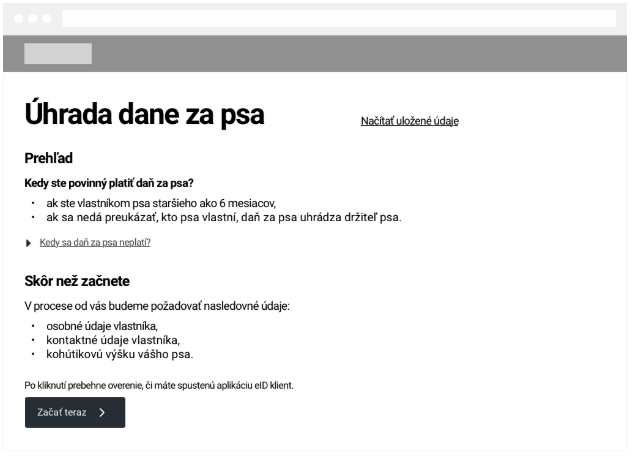 Úhrada dane za psa
Načítať uložené údaje
Prehľad
Kedy ste povinný platiť daň za psa?
• ak ste vlastníkom psa staršieho ako 6 mesiacov,
• ak sa nedá preukázať, kto psa vlastní, daň za psa uhrádza držiteľ psa.
Kedy sa daň za psa neplatí?
Skôr než začnete
V procese od vás budeme požadovať nasledovné údaje:
• osobné údaje vlastníka,
• kontaktné údaje vlastníka,
• kohútikovú výšku vášho psa.
Po kliknutí prebehne overenie, či máte spustenú aplikáciu eID klient.
Začať teraz